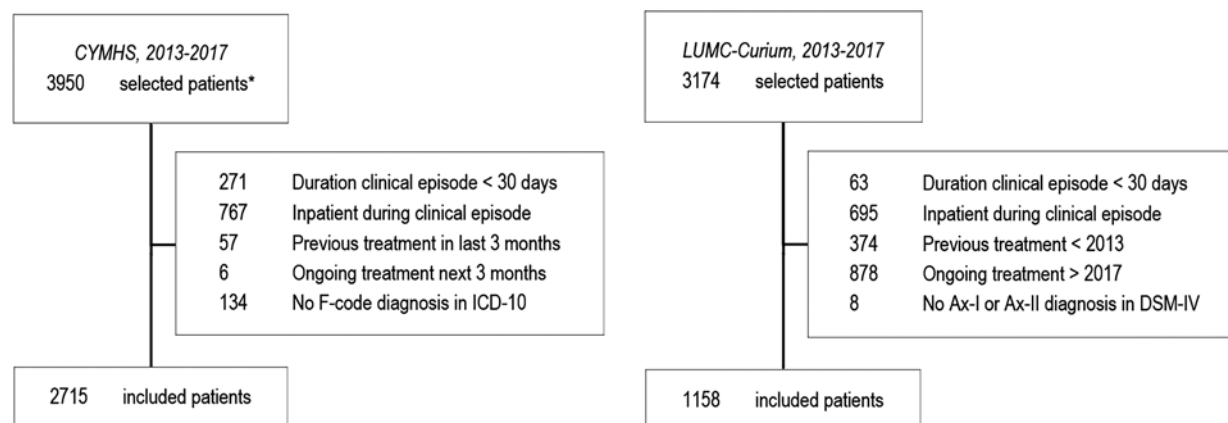 CYMHS, 2013-2017
3950 selected patients*
271 Duration clinical episode < 30 days
767 Inpatient during clinical episode
57 Previous treatment in last 3 months
6 Ongoing treatment next 3 months
134 No F-code diagnosis in ICD-10
2715 included patients
LUMC-Curium, 2013-2017
3174 selected patients
63 Duration clinical episode < 30 days
695 Inpatient during clinical episode
374 Previous treatment < 2013
878 Ongoing treatment > 2017
8 No Ax-I or Ax-II diagnosis in DSM-IV
1158 included patients